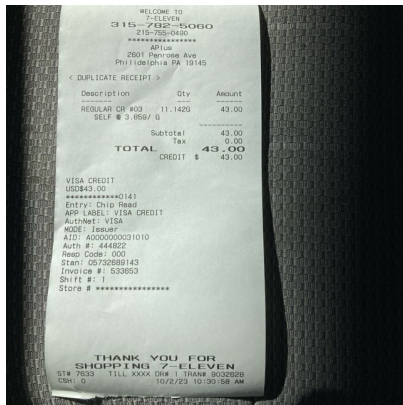 WELCOME TO
7-ELEVEN
315-782-5060
215-755-0490
******************
APlus
2601 Penrose Ave
Philidelphia PA 19145
< DUPLICATE RECEIPT >
Description Qty Amount
REGULAR CR #03 11.142G 43.00
SELF @ 3.859/ G
Subtotal 43.00
Tax 0.00
TOTAL 43.00
CREDIT $ 43.00
VISA CREDIT
USD$43.00
************0141
Entry: Chip Read
APP LABEL: VISA CREDIT
AuthNet: VISA
MODE: Issuer
AID: A0000000031010
Auth #: 444822
Resp Code: 000
Stan: 05732689143
Invoice #: 533653
Shift #: 1
Store # ****************
THANK YOU FOR
SHOPPING 7-ELEVEN
ST# 7633 TILL XXXX DR# 1 TRAN# 9032628
CSH: 0 10/2/23 10:30:58 AM